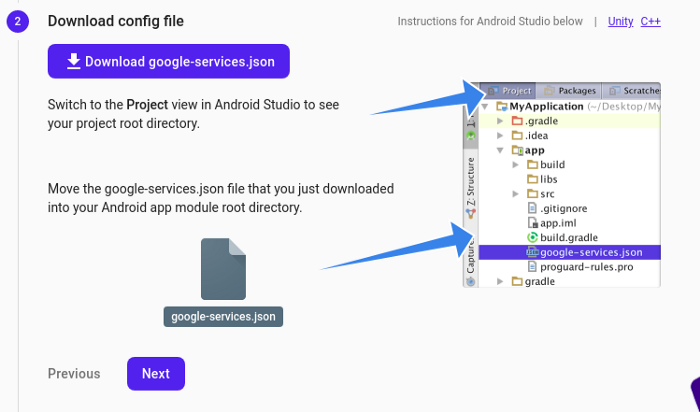 2 Download config file Instructions for Android Studio below | Unity C++
Download google-services.json
Switch to the Project view in Android Studio to see
your project root directory.
Move the google-services.json file that you just downloaded
into your Android app module root directory.
google-services.json
Project Packages Scratches
MyApplication (~/Desktop/My
.gradle
.idea
app
build
libs
src
.gitignore
app.iml
build.gradle
google-services.json
proguard-rules.pro
gradle
Z: Structure
Capture
Previous Next